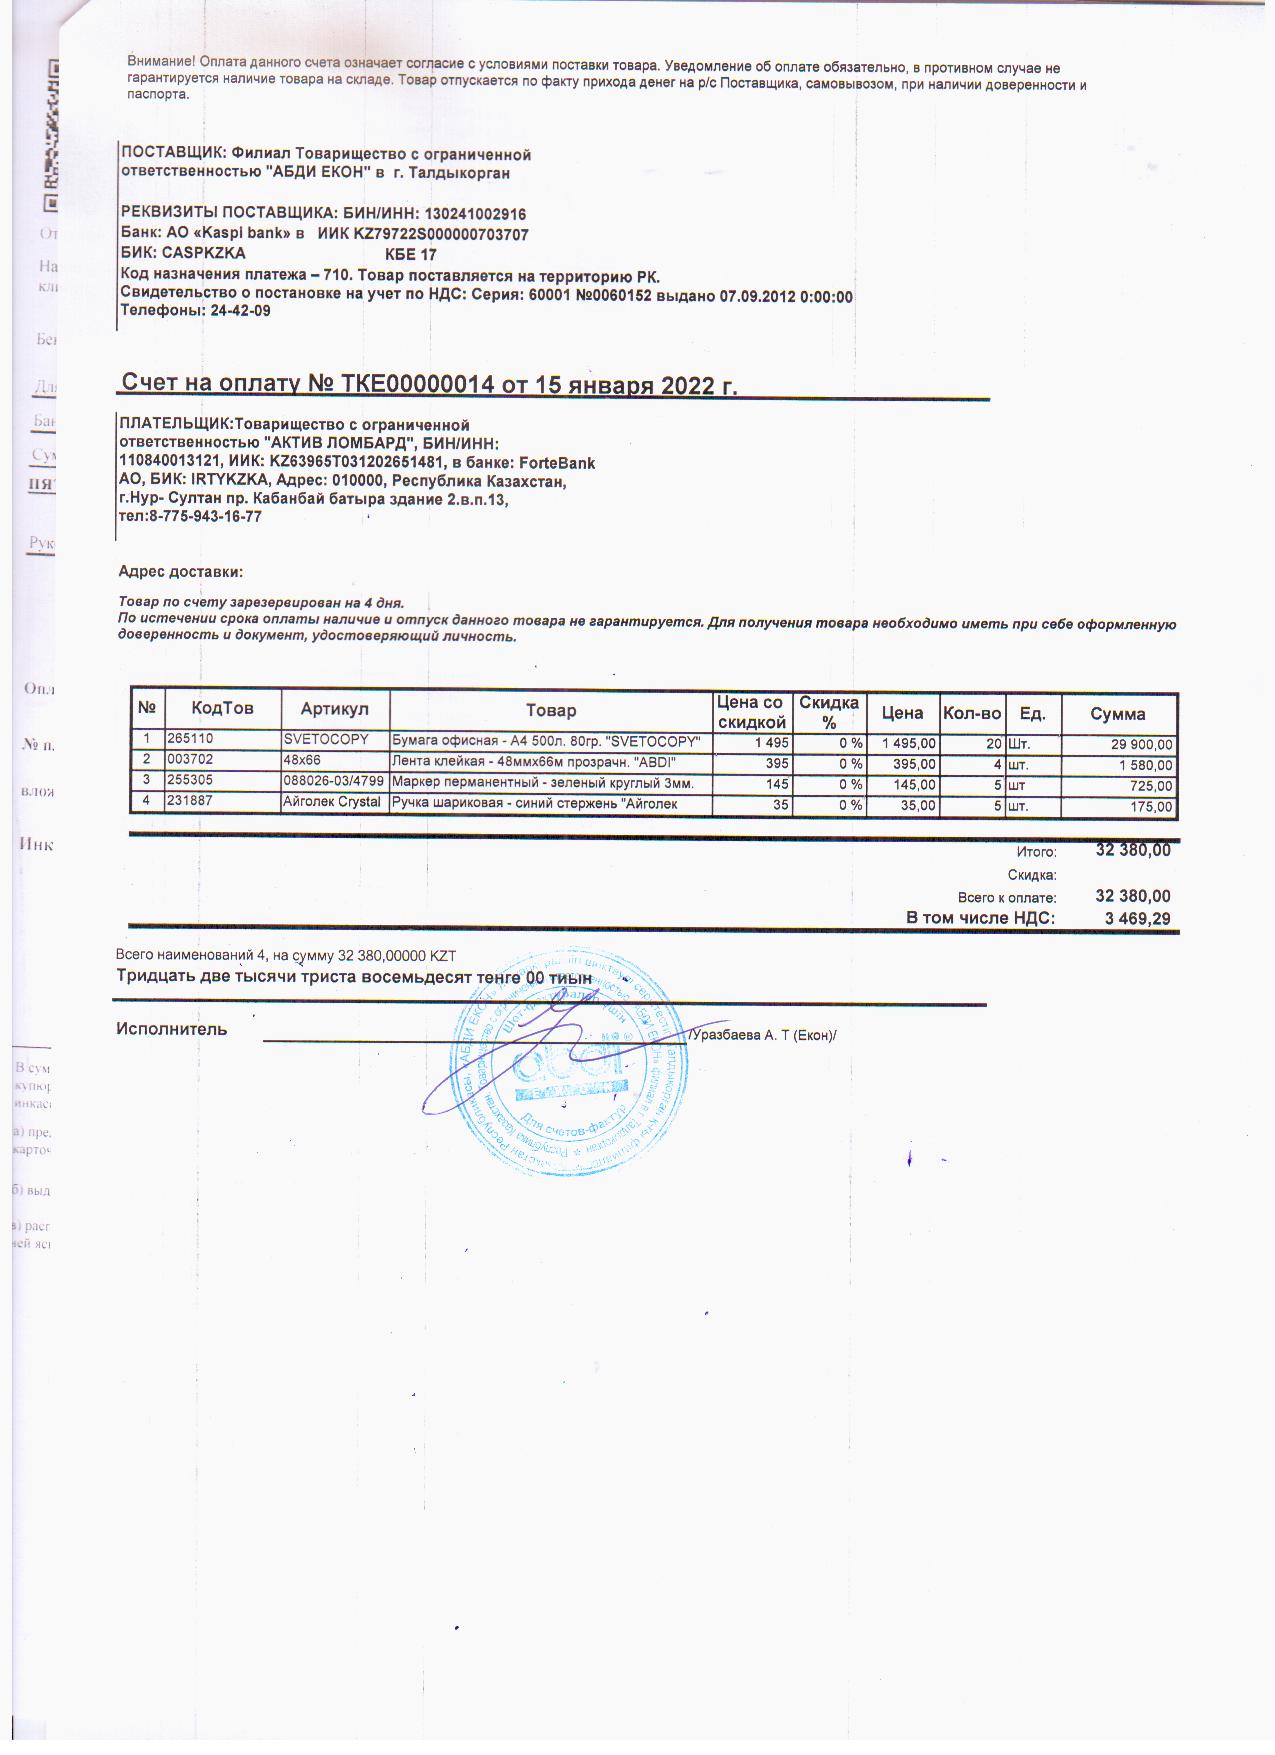 Внимание! Оплата данного счета означает согласие с условиями поставки товара. Уведомление об оплате обязательно, в противном случае не
гарантируется наличие товара на складе. Товар отпускается по факту прихода денег на р/с Поставщика, самовывозом, при наличии доверенности и
паспорта.
ПОСТАВЩИК: Филиал Товарищество с ограниченной
ответственностью "АБДИ ЕКОН" в г. Талдыкорган
РЕКВИЗИТЫ ПОСТАВЩИКА: БИН/ИНН: 130241002916
Банк: АО «Kaspi bank» в ИИК KZ79722S000000703707
БИК: CASPKZKA КБЕ 17
Код назначения платежа – 710. Товар поставляется на территорию РК.
Свидетельство о постановке на учет по НДС: Серия: 60001 №0060152 выдано 07.09.2012 0:00:00
Телефоны: 24-42-09
Счет на оплату № ТКЕ00000014 от 15 января 2022 г.
ПЛАТЕЛЬЩИК:Товарищество с ограниченной
ответственностью "АКТИВ ЛОМБАРД", БИН/ИНН:
110840013121, ИИК: KZ63965T031202651481, в банке: ForteBank
АО, БИК: IRTYKZKA, Адрес: 010000, Республика Казахстан,
г.Нур- Султан пр. Кабанбай батыра здание 2.в.п.13,
тел:8-775-943-16-77
Адрес доставки:
Товар по счету зарезервирован на 4 дня.
По истечении срока оплаты наличие и отпуск данного товара не гарантируется. Для получения товара необходимо иметь при себе оформленную
доверенность и документ, удостоверяющий личность.
№ КодТов Артикул Товар Цена со скидкой Скидка % Цена Кол-во Ед. Сумма
1 265110 SVETOCOPY Бумага офисная - А4 500л. 80гр. "SVETOCOPY" 1 495 0 % 1 495,00 20 Шт. 29 900,00
2 003702 48x66 Лента клейкая - 48ммх66м прозрачн. "ABDI" 395 0 % 395,00 4 шт. 1 580,00
3 255305 088026-03/4799 Маркер перманентный - зеленый круглый 3мм. 145 0 % 145,00 5 шт 725,00
4 231887 Айголек Crystal Ручка шариковая - синий стержень "Айголек 35 0 % 35,00 5 шт. 175,00
Итого: 32 380,00
Скидка:
Всего к оплате: 32 380,00
В том числе НДС: 3 469,29
Всего наименований 4, на сумму 32 380,00000 KZT
Тридцать две тысячи триста восемьдесят тенге 00 тиын
Исполнитель /Уразбаева А. Т (Екон)/
abdi
Для счетов-фактур